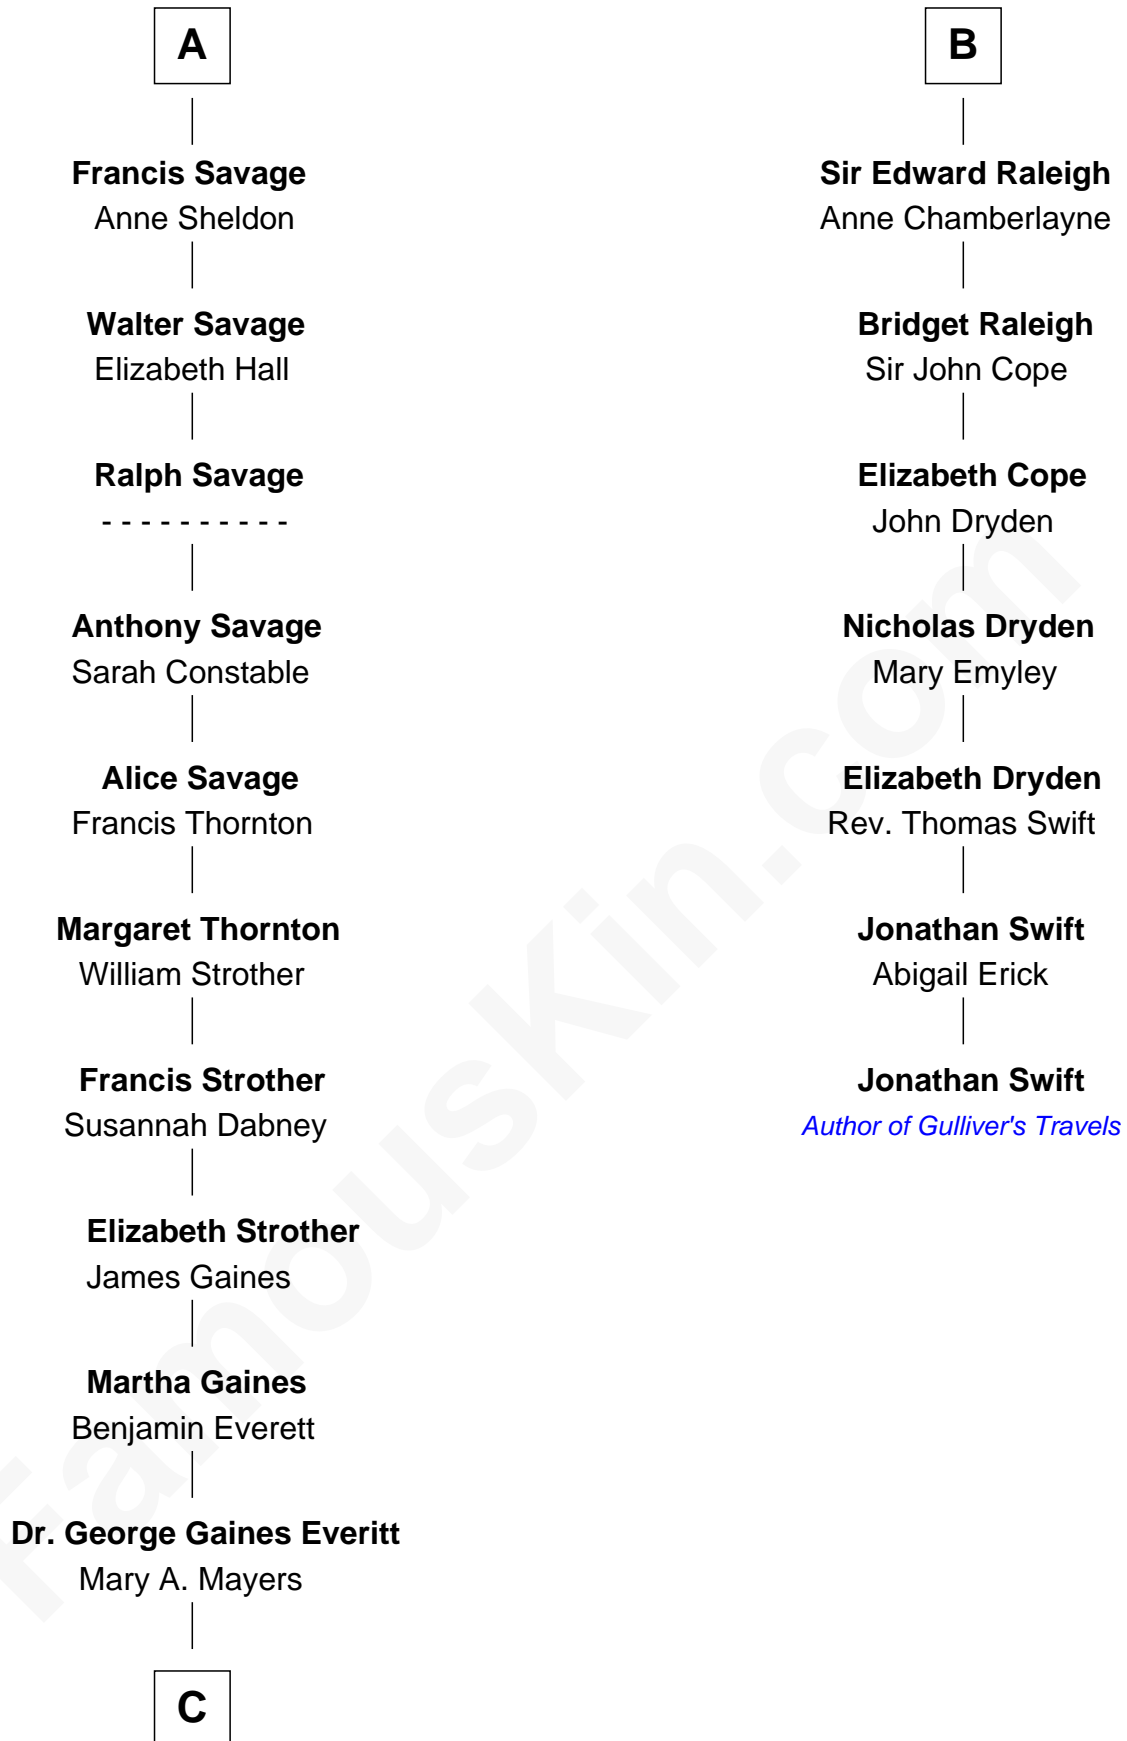 A
Francis Savage
Anne Sheldon
Walter Savage
Elizabeth Hall
Ralph Savage
- - - - - - - - - -
Anthony Savage
Sarah Constable
Alice Savage
Francis Thornton
Margaret Thornton
William Strother
Francis Strother
Susannah Dabney
Elizabeth Strother
James Gaines
Martha Gaines
Benjamin Everett
Dr. George Gaines Everitt
Mary A. Mayers
C
B
Sir Edward Raleigh
Anne Chamberlayne
Bridget Raleigh
Sir John Cope
Elizabeth Cope
John Dryden
Nicholas Dryden
Mary Emyley
Elizabeth Dryden
Rev. Thomas Swift
Jonathan Swift
Abigail Erick
Jonathan Swift
Author of Gulliver's Travels
FamousKin.com